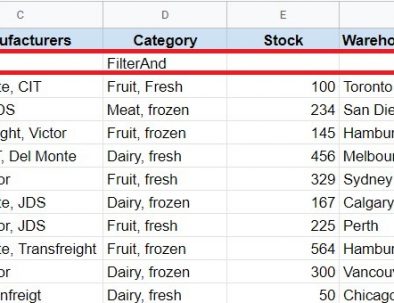 C D E
ufacturers Category Stock Wareho
FilterAnd
te, CIT Fruit, Fresh 100 Toronto
DS Meat, frozen 234 San Die
ght, Victor Fruit, frozen 145 Hambur
, Del Monte Dairy, fresh 456 Melbou
or Fruit, fresh 329 Sydney
te, JDS Dairy, frozen 167 Calgary
or, JDS Fruit, fresh 225 Perth
te, Transfreight Fruit, frozen 564 Hambur
or Dairy, frozen 300 Vancouv
nfreigt Dairy, fresh 50 Chicago